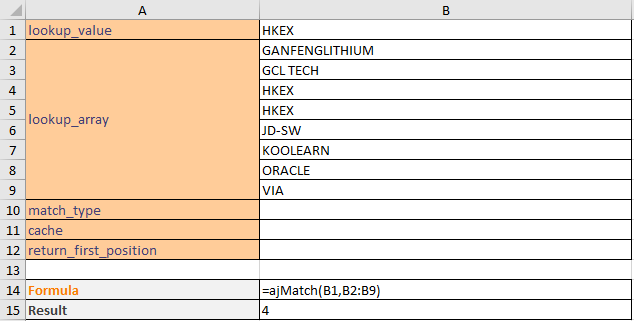 A B
1 lookup_value HKEX
2 GANFENGLITHIUM
3 GCL TECH
4 HKEX
5 lookup_array HKEX
6 JD-SW
7 KOOLEARN
8 ORACLE
9 VIA
10 match_type
11 cache
12 return_first_position
13
14 Formula =ajMatch(B1,B2:B9)
15 Result 4